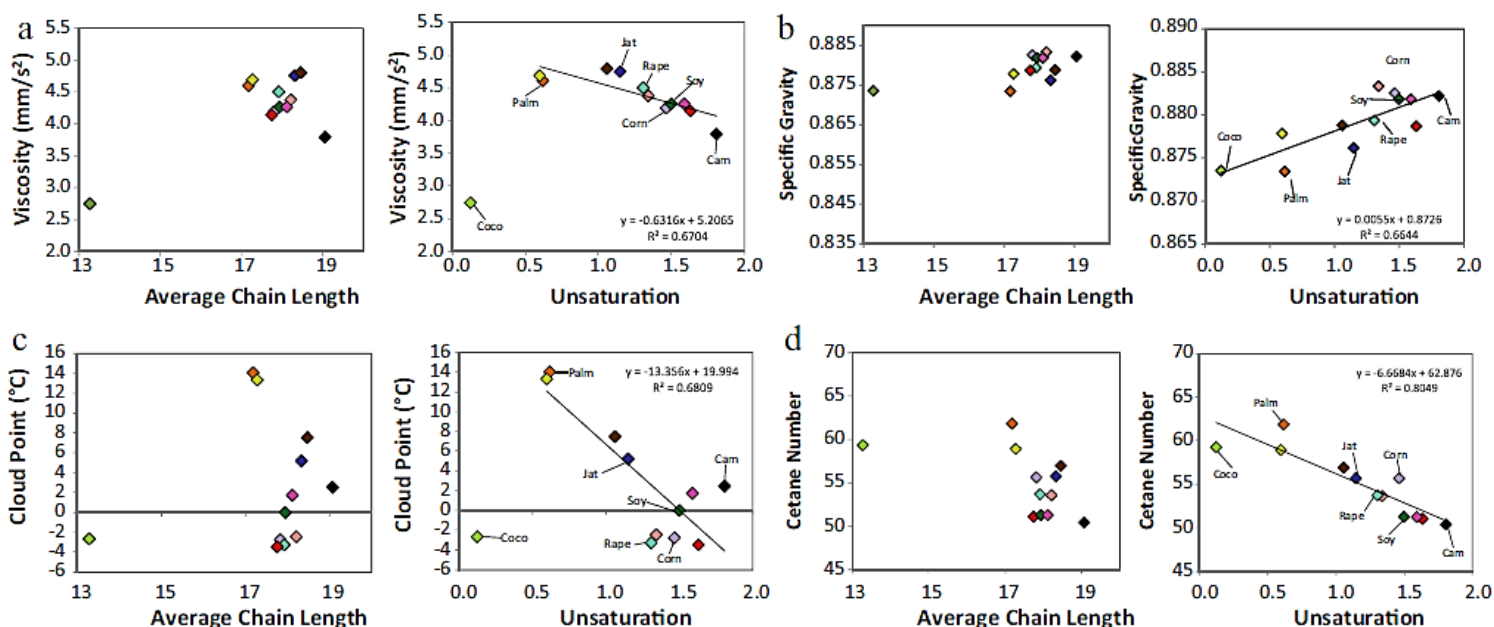 a
Viscosity (mm/s²)
5.5
5.0
4.5
4.0
3.5
3.0
2.5
2.0
13
17
19
Average Chain Length
Viscosity (mm/s²)
5.5
5.0
4.5
4.0
3.5
3.0
2.5
2.0
Jat
Rape
Soy
Palm
Corn
Cam
Coco
y = -0.6316x + 5.2065
R² = 0.6704
0.0
1.0
1.5
2.0
Unsaturation
b
Specific Gravity
0.885
0.875
0.865
0.855
0.845
0.835
13
17
19
Average Chain Length
SpecificGravity
0.890
0.885
0.880
0.875
0.870
0.865
Corn
Soy
Cam
Rape
Coco
Jat
Palm
y = 0.0055x + 0.8726
R² = 0.6644
0.0
0.5
1.0
1.5
2.0
Unsaturation
c
Cloud Point (°C)
16
14
12
10
8
6
4
2
0
-2
-4
-6
13
15
17
19
Average Chain Length
Cloud Point (°C)
16
14
12
10
8
6
4
2
0
-2
-4
-6
Palm
y = -13.356x + 19.994
R² = 0.6809
Jat
Cam
Soy
Coco
Rape
Corn
0.0
0.5
1.0
1.5
2.0
Unsaturation
d
Cetane Number
70
65
60
55
50
45
13
15
17
19
Average Chain Length
Cetane Number
70
65
60
55
50
45
y = -6.6684x + 62.876
R² = 0.8049
Palm
Jat
Corn
Coco
Rape
Soy
Cam
0.0
0.5
1.0
1.5
2.0
Unsaturation